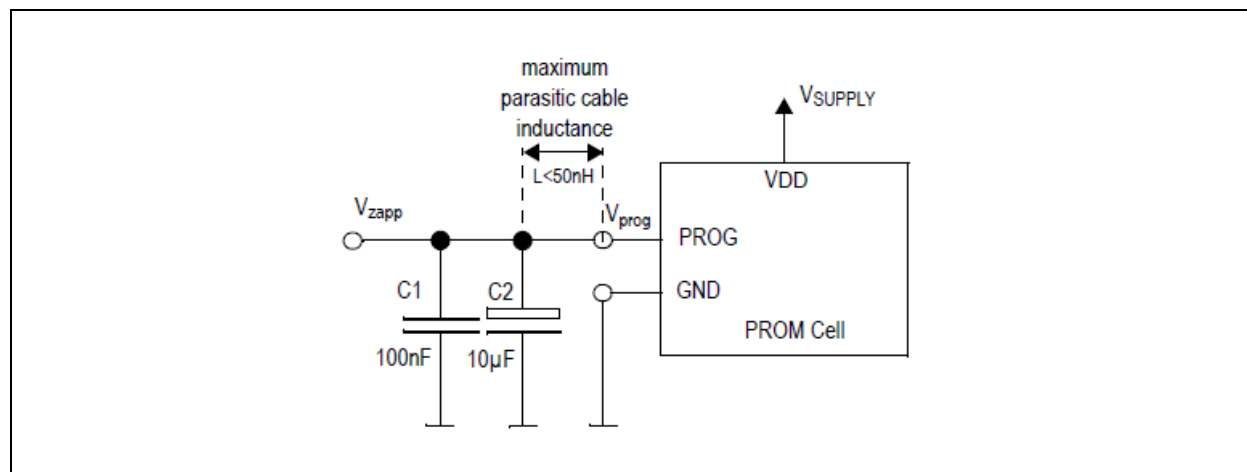 maximum
parasitic cable
inductance
L<50nH
VSUPPLY
VDD
Vzapp
Vprog
PROG
GND
PROM Cell
C1
C2
100nF
10µF